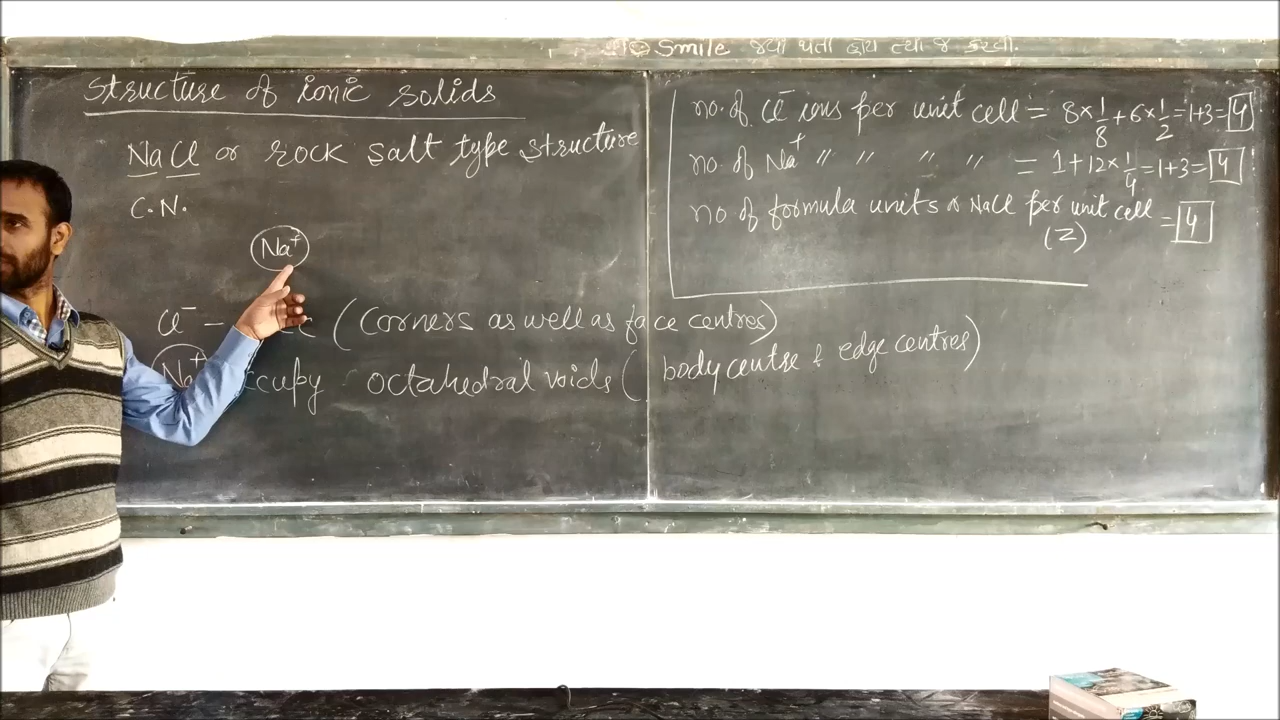 Smile
Structure of ionic solids
NaCl or rock salt type structure
C.N.
Na⁺
Cl⁻ – (Corners as well as face centres)
Na⁺ occupy octahedral voids (body centre & edge centres)
no. of Cl⁻ ions per unit cell = 8×1/8+6×1/2=1+3=4
no. of Na⁺ " " " " = 1+12×1/4=1+3=4
no of formula units of NaCl per unit cell = 4
(Z)